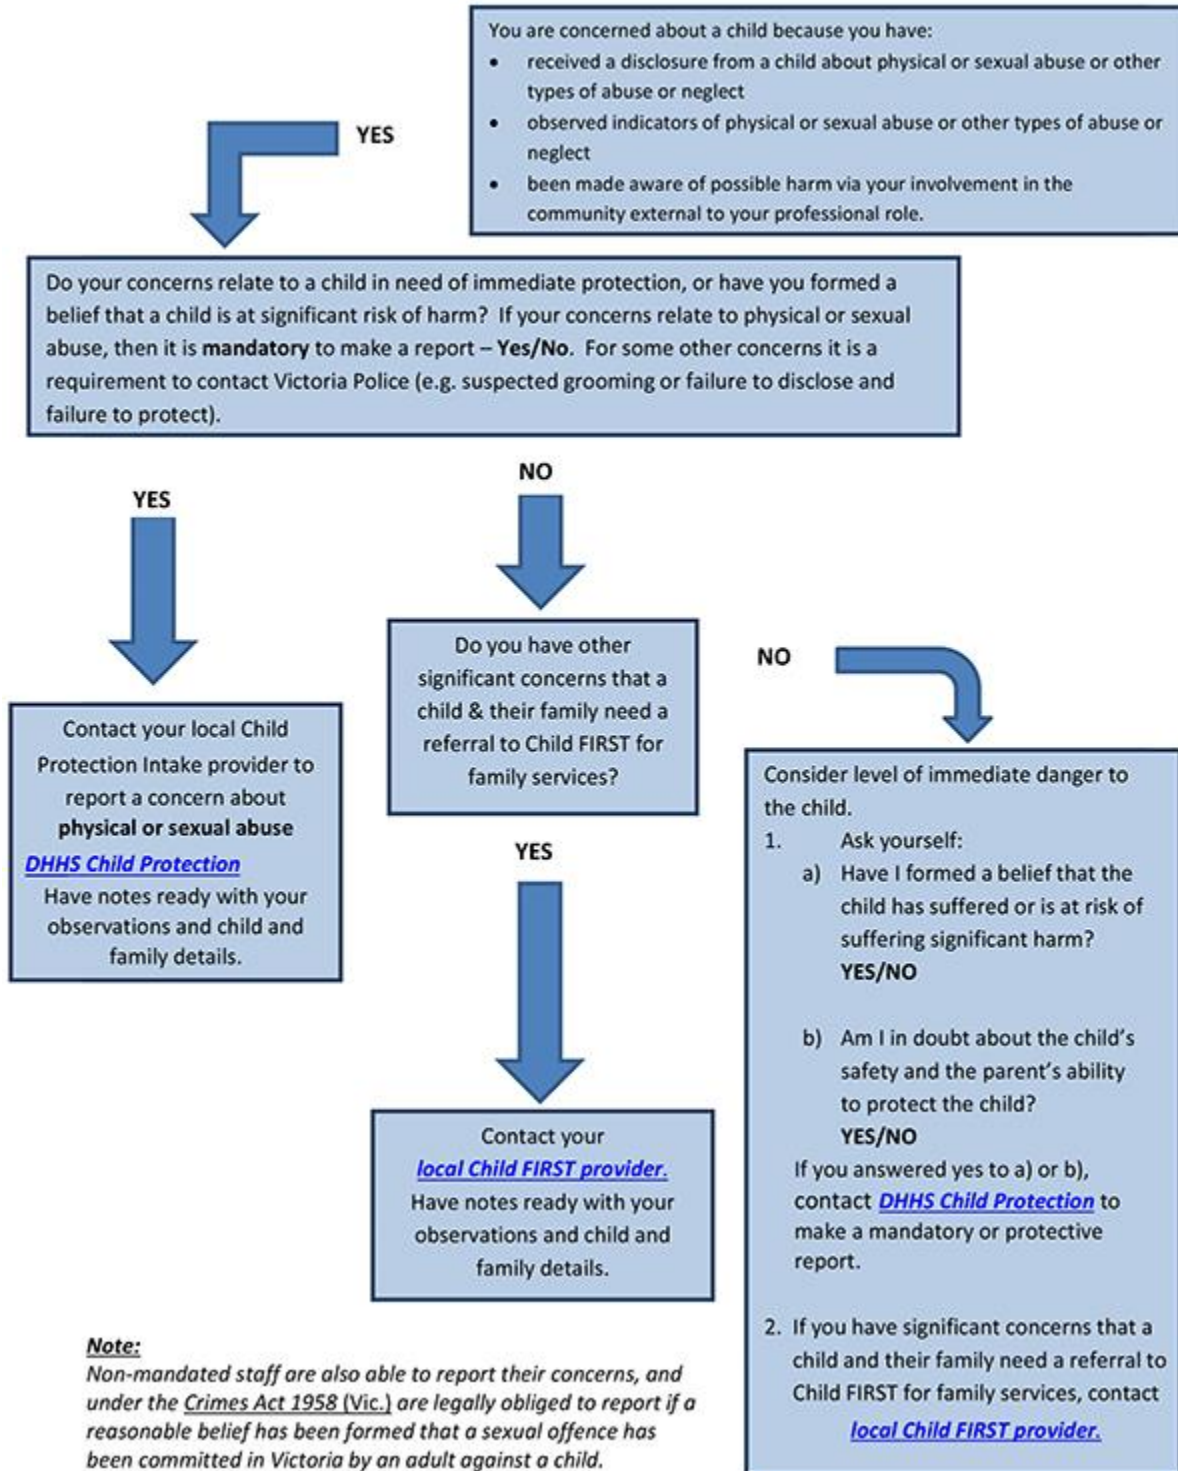 You are concerned about a child because you have:
• received a disclosure from a child about physical or sexual abuse or other
types of abuse or neglect
• observed indicators of physical or sexual abuse or other types of abuse or
neglect
• been made aware of possible harm via your involvement in the
community external to your professional role.
YES
Do your concerns relate to a child in need of immediate protection, or have you formed a
belief that a child is at significant risk of harm? If your concerns relate to physical or sexual
abuse, then it is mandatory to make a report – Yes/No. For some other concerns it is a
requirement to contact Victoria Police (e.g. suspected grooming or failure to disclose and
failure to protect).
YES
NO
Contact your local Child
Protection Intake provider to
report a concern about
physical or sexual abuse
DHHS Child Protection
Have notes ready with your
observations and child and
family details.
Do you have other
significant concerns that a
child & their family need a
referral to Child FIRST for
family services?
YES
NO
Contact your
local Child FIRST provider.
Have notes ready with your
observations and child and
family details.
Consider level of immediate danger to
the child.
1. Ask yourself:
a) Have I formed a belief that the
child has suffered or is at risk of
suffering significant harm?
YES/NO
b) Am I in doubt about the child's
safety and the parent's ability
to protect the child?
YES/NO
If you answered yes to a) or b),
contact DHHS Child Protection to
make a mandatory or protective
report.
2. If you have significant concerns that a
child and their family need a referral to
Child FIRST for family services, contact
local Child FIRST provider.
Note:
Non-mandated staff are also able to report their concerns, and
under the Crimes Act 1958 (Vic.) are legally obliged to report if a
reasonable belief has been formed that a sexual offence has
been committed in Victoria by an adult against a child.